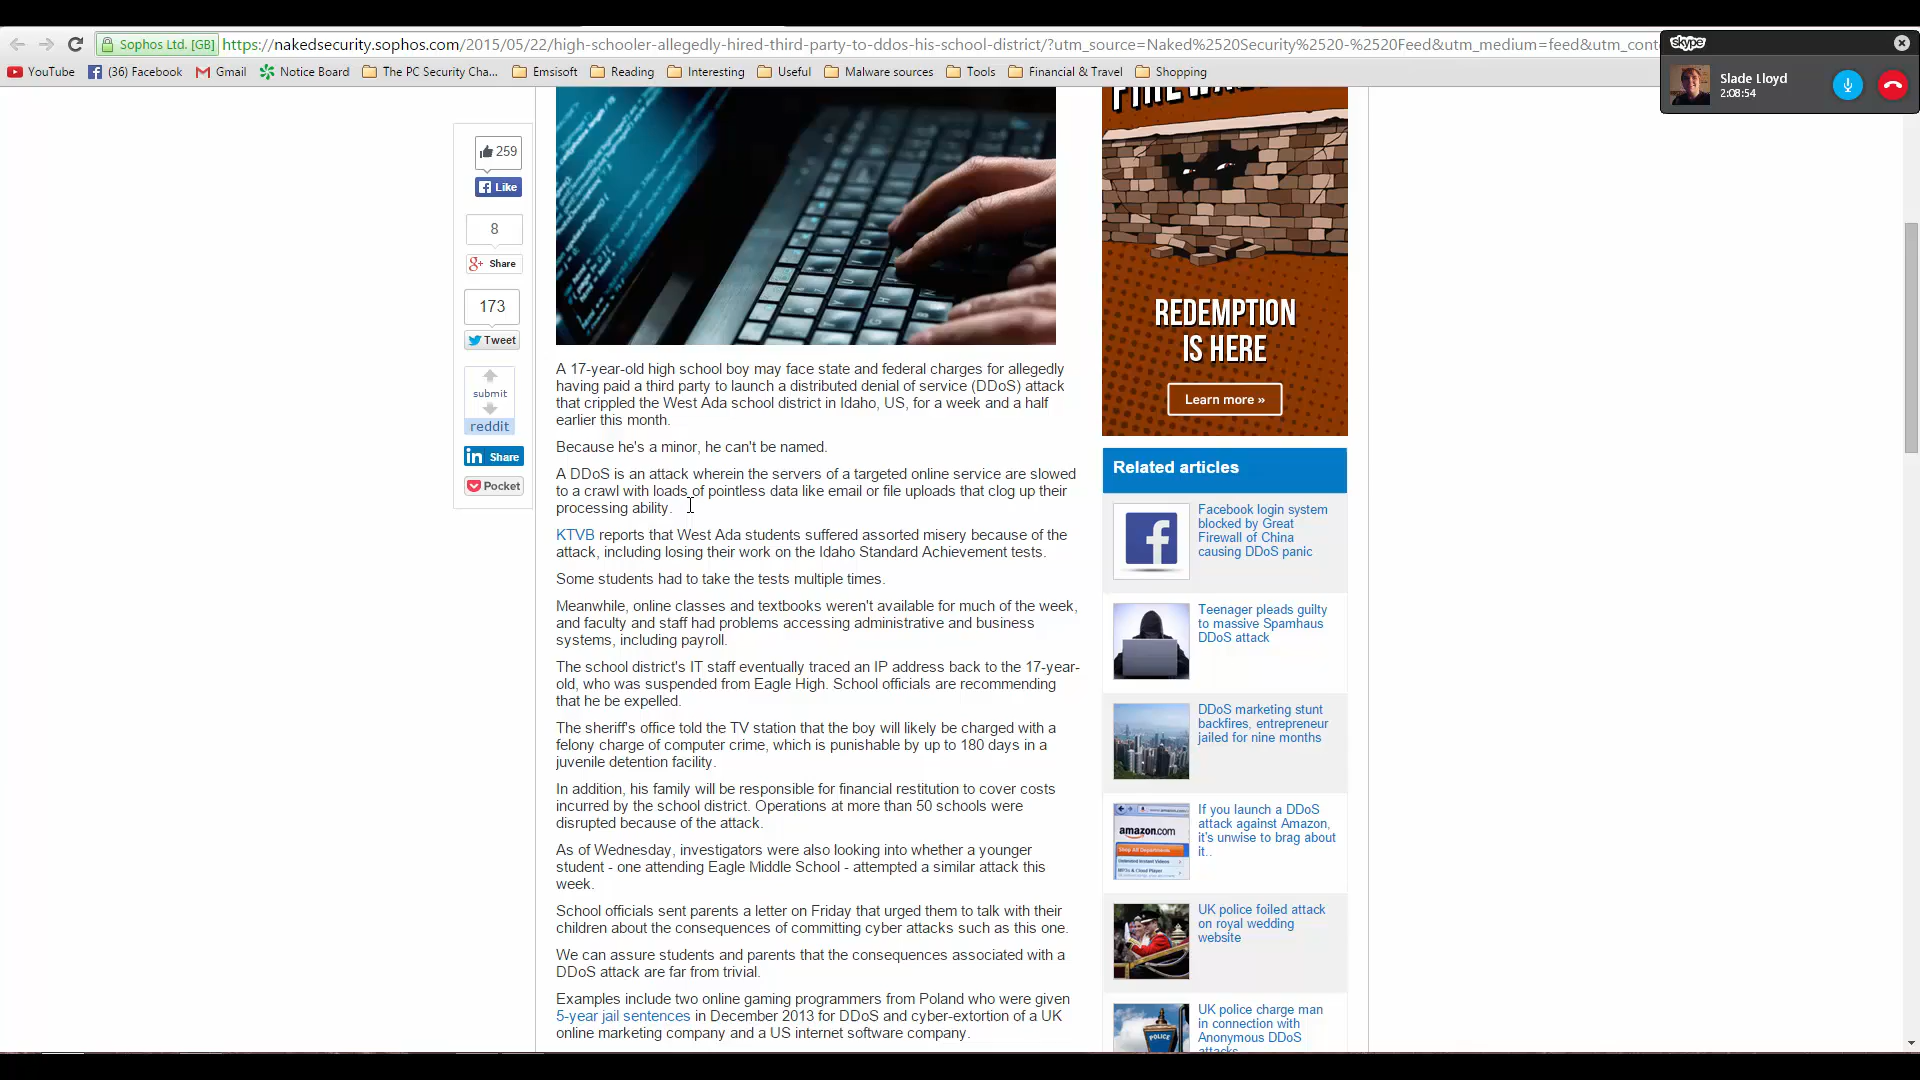 Sophos Ltd. [GB]
https://nakedsecurity.sophos.com/2015/05/22/high-schooler-allegedly-hired-third-party-to-ddos-his-school-district/?utm_source=Naked%2520Security%2520-%2520Feed&utm_medium=feed&utm_cont
YouTube
(36) Facebook
Gmail
Notice Board
The PC Security Cha...
Emsisoft
Reading
Interesting
Useful
Malware sources
Tools
Financial & Travel
Shopping
skype
Slade Lloyd
2:08:54
259
Like
8
Share
173
Tweet
submit
reddit
Share
Pocket
A 17-year-old high school boy may face state and federal charges for allegedly
having paid a third party to launch a distributed denial of service (DDoS) attack
that crippled the West Ada school district in Idaho, US, for a week and a half
earlier this month.
Because he's a minor, he can't be named.
A DDoS is an attack wherein the servers of a targeted online service are slowed
to a crawl with loads of pointless data like email or file uploads that clog up their
processing ability.
KTVB reports that West Ada students suffered assorted misery because of the
attack, including losing their work on the Idaho Standard Achievement tests.
Some students had to take the tests multiple times.
Meanwhile, online classes and textbooks weren't available for much of the week,
and faculty and staff had problems accessing administrative and business
systems, including payroll.
The school district's IT staff eventually traced an IP address back to the 17-year-
old, who was suspended from Eagle High. School officials are recommending
that he be expelled.
The sheriff's office told the TV station that the boy will likely be charged with a
felony charge of computer crime, which is punishable by up to 180 days in a
juvenile detention facility.
In addition, his family will be responsible for financial restitution to cover costs
incurred by the school district. Operations at more than 50 schools were
disrupted because of the attack.
As of Wednesday, investigators were also looking into whether a younger
student - one attending Eagle Middle School - attempted a similar attack this
week.
School officials sent parents a letter on Friday that urged them to talk with their
children about the consequences of committing cyber attacks such as this one.
We can assure students and parents that the consequences associated with a
DDoS attack are far from trivial.
Examples include two online gaming programmers from Poland who were given
5-year jail sentences in December 2013 for DDoS and cyber-extortion of a UK
online marketing company and a US internet software company.
REDEMPTION
IS HERE
Learn more »
Related articles
Facebook login system
blocked by Great
Firewall of China
causing DDoS panic
Teenager pleads guilty
to massive Spamhaus
DDoS attack
DDoS marketing stunt
backfires, entrepreneur
jailed for nine months
amazon.com
If you launch a DDoS
attack against Amazon,
it's unwise to brag about
it..
UK police foiled attack
on royal wedding
website
POLICE
UK police charge man
in connection with
Anonymous DDoS
attacks